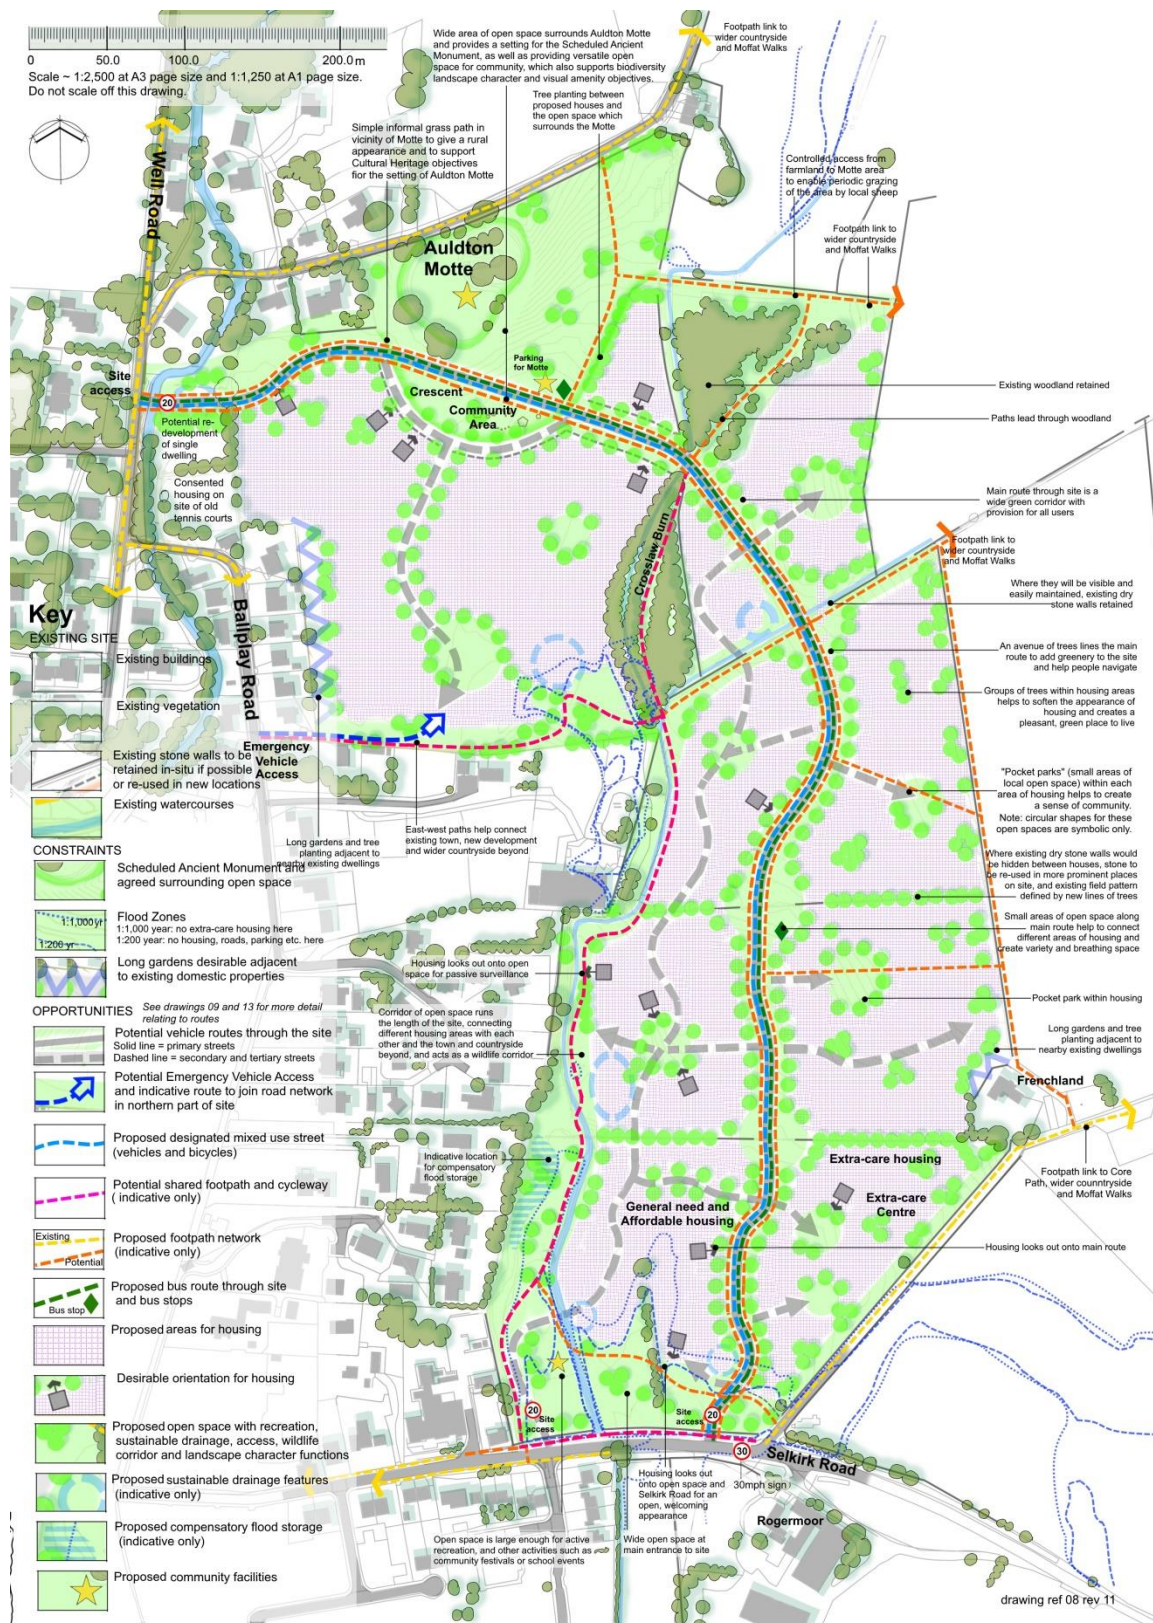 0.0 50.0 100.0 200.0 m
Scale ~ 1:2,500 at A3 page size and 1:1,250 at A1 page size.
Do not scale off this drawing.
Wide area of open space surrounds Auldton Motte
and provides a setting for the Scheduled Ancient
Monument, as well as providing versatile open
space for community, which also supports biodiversity
landscape character and visual amenity objectives.
Footpath link to
wider countryside
and Moffat Walks
Tree planting between
proposed houses and
the open space which
surrounds the Motte
Simple informal grass path in
vicinity of Motte to give a rural
appearance and to support
Cultural Heritage objectives
fior the setting of Auldton Motte
Controlled access from
farmland to Motte area
to enable periodic grazing
of the area by local sheep
Footpath link to
wider countryside
and Moffat Walks
Well Road
Auldton
Motte
Parking
for Motte
Site
access
20
Crescent
Community
Area
Potential re-
development
of single
dwelling
Consented
housing on
site of old
tennis courts
Existing woodland retained
Paths lead through woodland
Main route through site is a
wide green corridor with
provision for all users
Crosslaw Burn
Footpath link to
wider countryside
and Moffat Walks
Where they will be visible and
easily maintained, existing dry
stone walls retained
An avenue of trees lines the main
route to add greenery to the site
and help people navigate
Groups of trees within housing areas
helps to soften the appearance of
housing and creates a
pleasant, green place to live
Ballplay Road
Emergency
Vehicle
Access
"Pocket parks" (small areas of
local open space) within each
area of housing helps to create
a sense of community.
Note: circular shapes for these
open spaces are symbolic only.
Long gardens and tree
planting adjacent to
nearby existing dwellings
East-west paths help connect
existing town, new development
and wider countryside beyond
Where existing dry stone walls would
be hidden between houses, stone to
be re-used in more prominent places
on site, and existing field pattern
defined by new lines of trees
Small areas of open space along
main route help to connect
different areas of housing and
create variety and breathing space
Housing looks out onto open
space for passive surveillance
Pocket park within housing
Corridor of open space runs
the length of the site, connecting
different housing areas with each
other and the town and countryside
beyond, and acts as a wildlife corridor
Long gardens and tree
planting adjacent to
nearby existing dwellings
Frenchland
Indicative location
for compensatory
flood storage
Extra-care housing
Extra-care
Centre
Footpath link to Core
Path, wider counntryside
and Moffat Walks
General need and
Affordable housing
Housing looks out onto main route
20
Site
access
Site
access
20
30
Selkirk Road
30mph sign
Housing looks out
onto open space and
Selkirk Road for an
open, welcoming
appearance
Rogermoor
Open space is large enough for active
recreation, and other activities such as
community festivals or school events
Wide open space at
main entrance to site
drawing ref 08 rev 11
Key
EXISTING SITE
Existing buildings
Existing vegetation
Existing stone walls to be
retained in-situ if possible
or re-used in new locations
Existing watercourses
CONSTRAINTS
Scheduled Ancient Monument and
agreed surrounding open space
1:1,000 yr
1:200 yr
Flood Zones
1:1,000 year: no extra-care housing here
1:200 year: no housing, roads, parking etc. here
Long gardens desirable adjacent
to existing domestic properties
OPPORTUNITIES See drawings 09 and 13 for more detail
relating to routes
Potential vehicle routes through the site
Solid line = primary streets
Dashed line = secondary and tertiary streets
Potential Emergency Vehicle Access
and indicative route to join road network
in northern part of site
Proposed designated mixed use street
(vehicles and bicycles)
Potential shared footpath and cycleway
( indicative only)
Existing
Potential
Proposed footpath network
(indicative only)
Bus stop
Proposed bus route through site
and bus stops
Proposed areas for housing
Desirable orientation for housing
Proposed open space with recreation,
sustainable drainage, access, wildlife
corridor and landscape character functions
Proposed sustainable drainage features
(indicative only)
Proposed compensatory flood storage
(indicative only)
Proposed community facilities